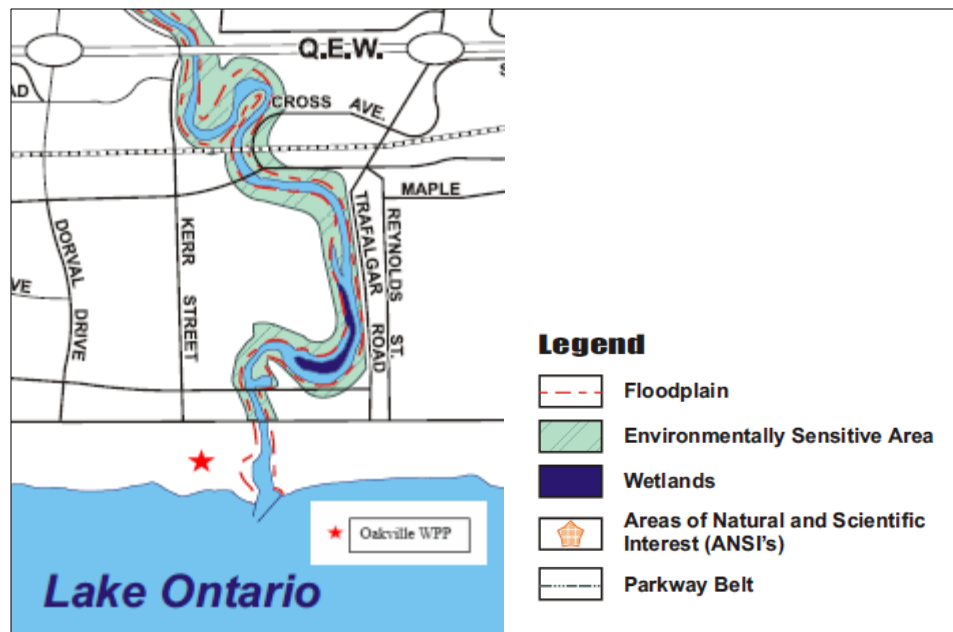 Q.E.W.
AD
S
CROSS AVE.
MAPLE
TRAFALGAR ROAD
REYNOLDS ST.
KERR STREET
DORVAL DRIVE
VE
Oakville WPP
Lake Ontario
Legend
Floodplain
Environmentally Sensitive Area
Wetlands
Areas of Natural and Scientific
Interest (ANSI's)
Parkway Belt